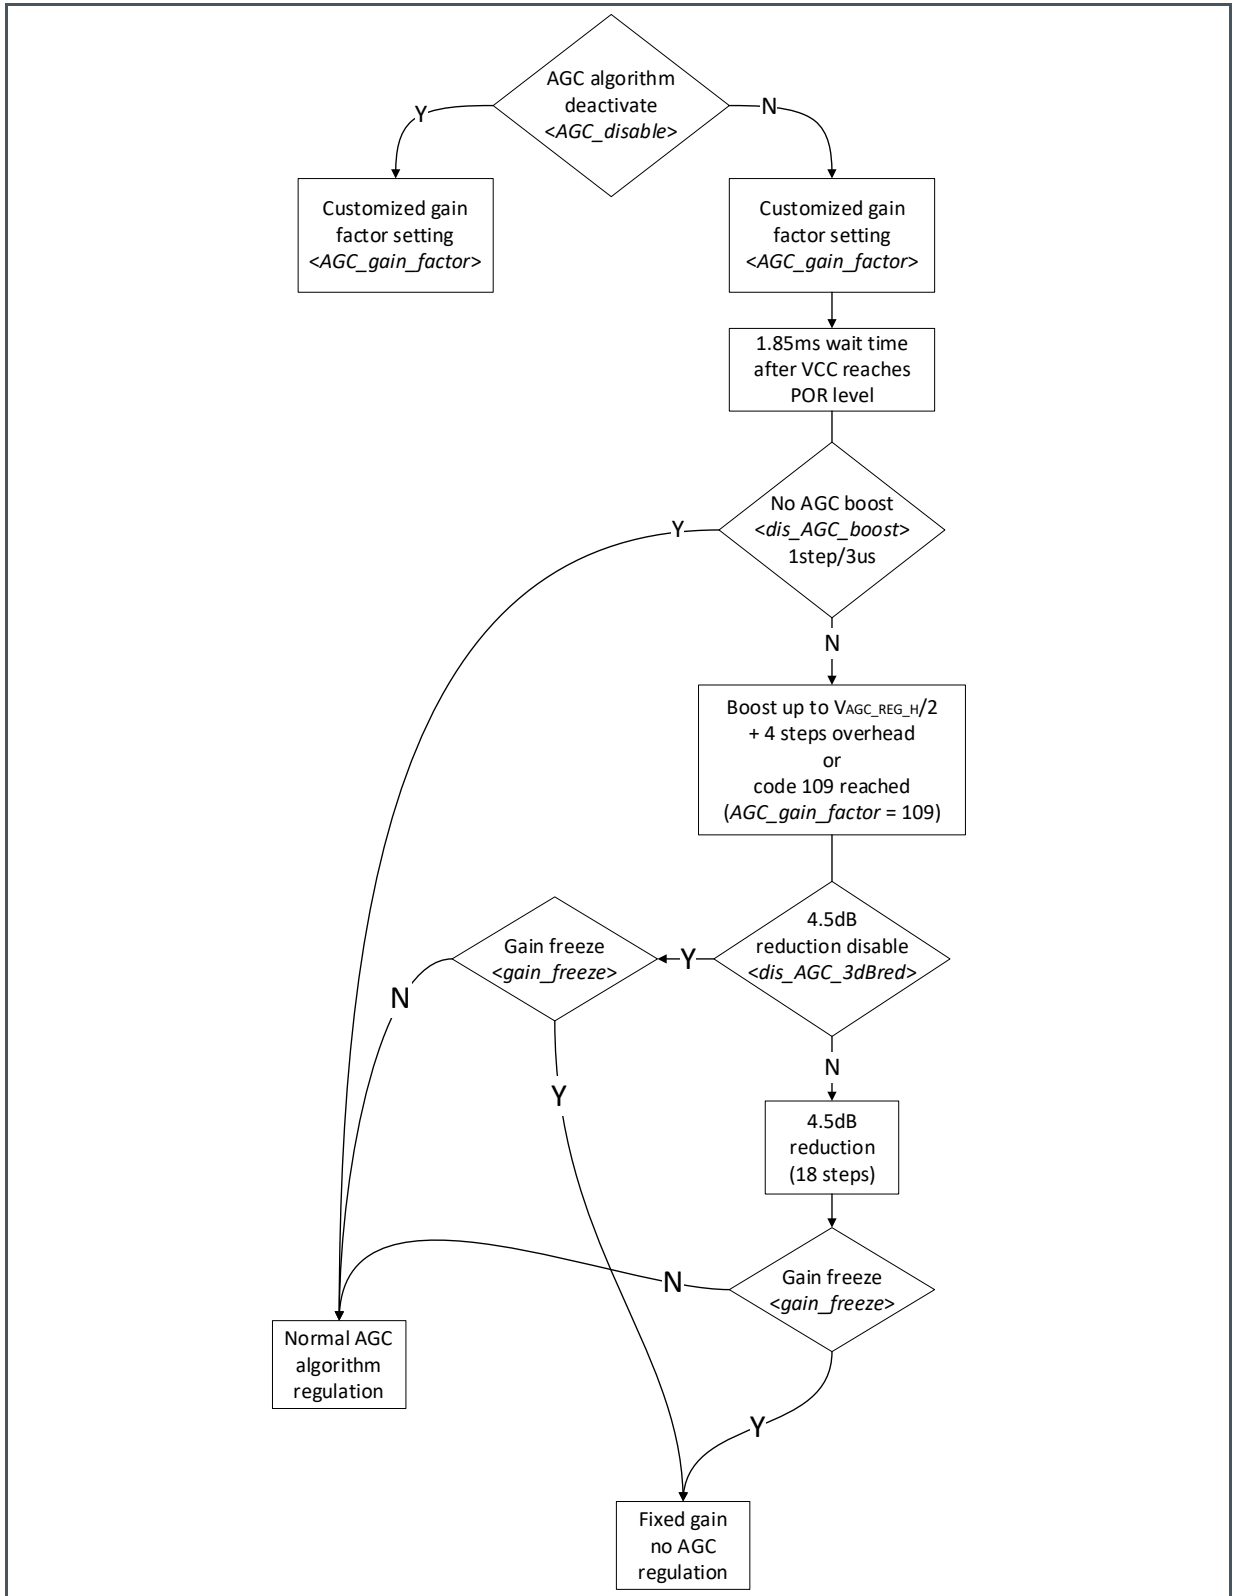 AGC algorithm
deactivate
<AGC_disable>
Y
N
Customized gain
factor setting
<AGC_gain_factor>
Customized gain
factor setting
<AGC_gain_factor>
1.85ms wait time
after VCC reaches
POR level
No AGC boost
<dis_AGC_boost>
1step/3us
Y
N
Boost up to VAGC_REG_H/2
+ 4 steps overhead
or
code 109 reached
(AGC_gain_factor = 109)
4.5dB
reduction disable
<dis_AGC_3dBred>
Y
Gain freeze
<gain_freeze>
N
Y
N
4.5dB
reduction
(18 steps)
Gain freeze
<gain_freeze>
N
Y
Normal AGC
algorithm
regulation
Fixed gain
no AGC
regulation